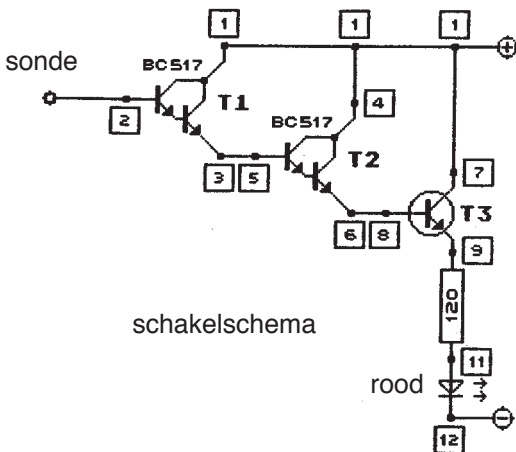 1 1 1 +
sonde
BC517
T1
2
BC517
4
T2
3 5
7
T3
6 8
9
120
schakelschema
11
rood
12 -